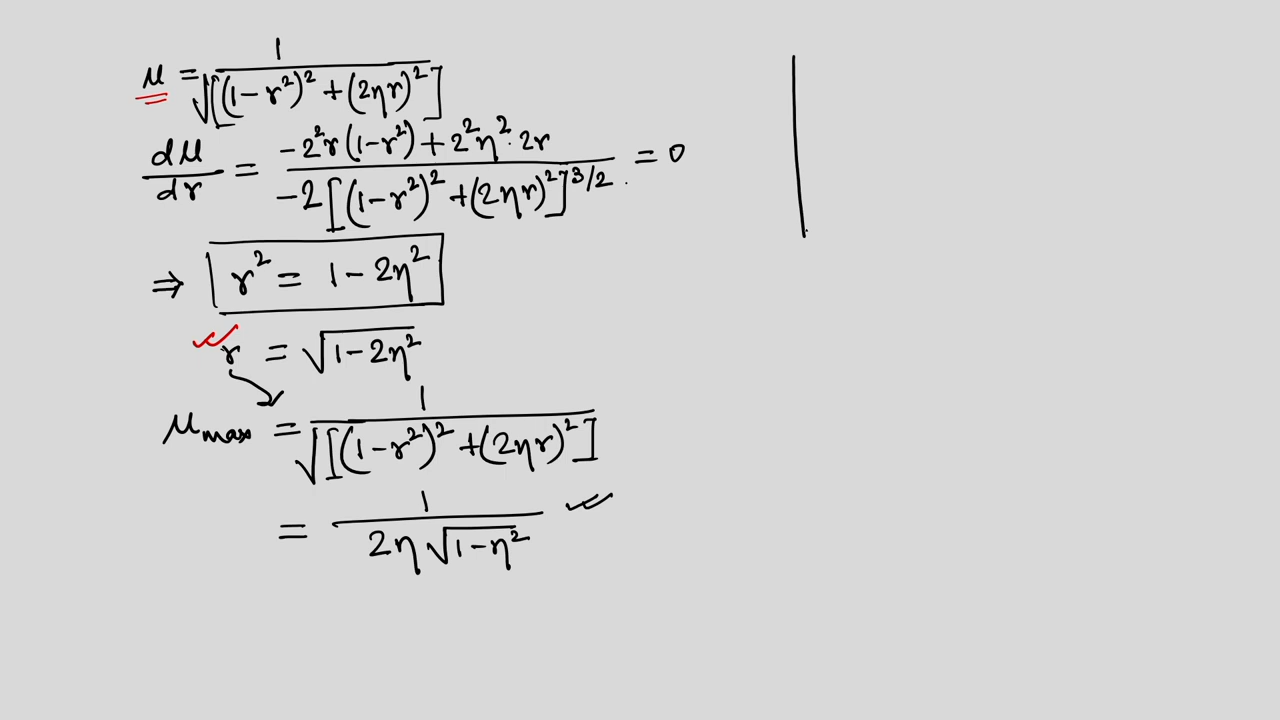 μ = 1/√[(1-r²)²+(2ηr)²]
dμ/dr = (-2²r(1-r²)+2²η²·2r)/(-2[(1-r²)²+(2ηr)²]^(3/2)) = 0
⇒ r² = 1-2η²
r = √(1-2η²)
μmax = 1/√[(1-r²)²+(2ηr)²]
= 1/(2η√(1-η²))